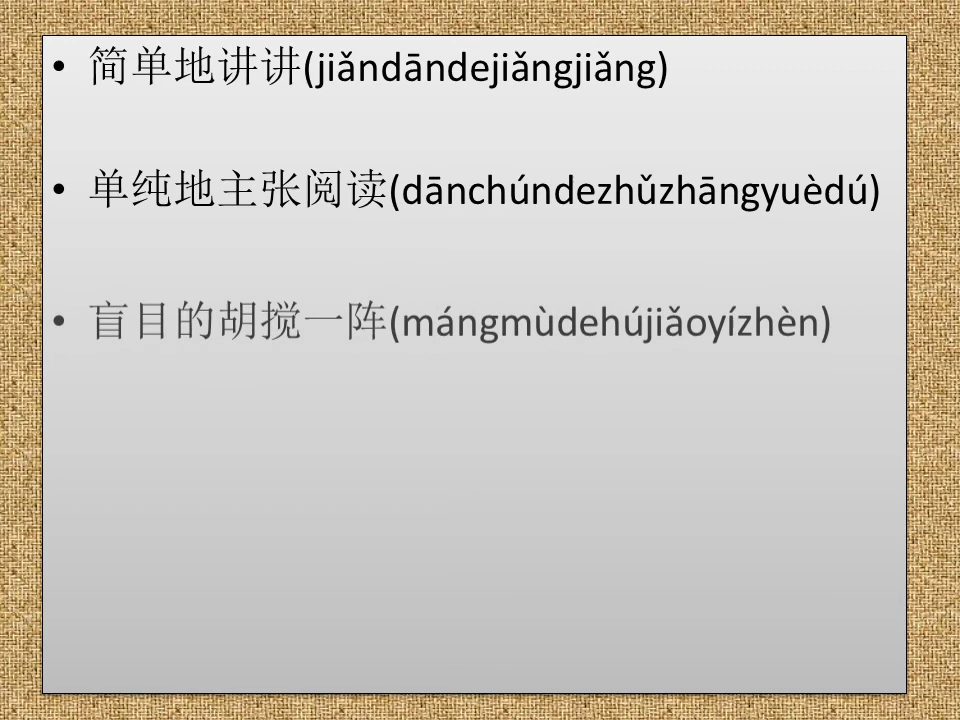 • 简单地讲讲(jiǎndāndejiǎngjiǎng)
• 单纯地主张阅读(dānchúndezhǔzhāngyuèdú)
• 盲目的胡搅一阵(mángmùdehújiǎoyízhèn)